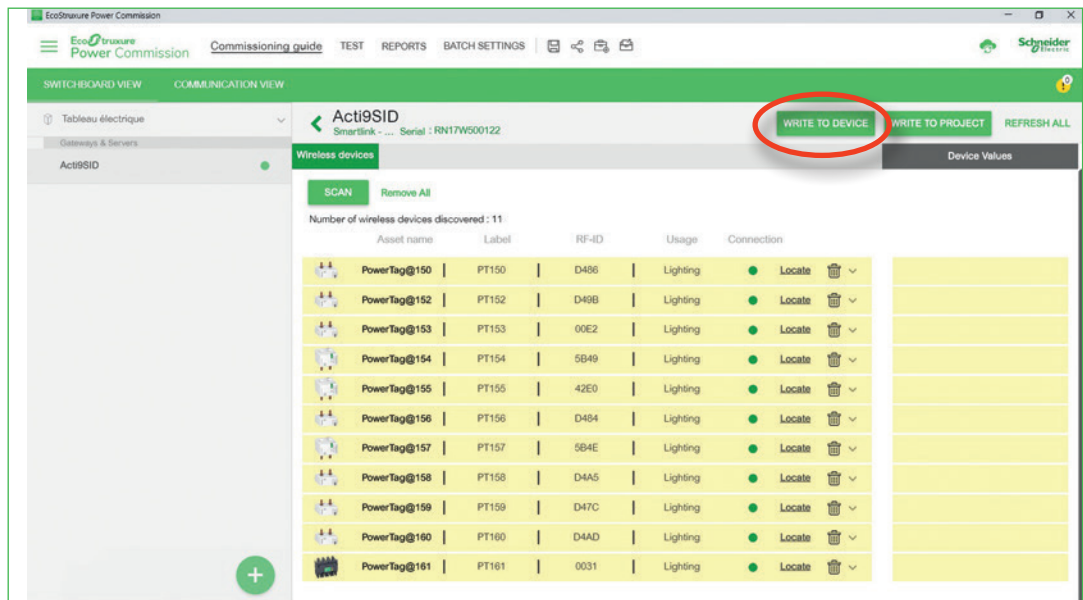 EcoStruxure Power Commission
EcoStruxure
Power Commission
Commissioning guide TEST REPORTS BATCH SETTINGS
Schneider
Electric
SWITCHBOARD VIEW COMMUNICATION VIEW
Tableau électrique
Gateways & Servers
Acti9SID
Acti9SID
Smartlink - ... Serial : RN17W500122
WRITE TO DEVICE WRITE TO PROJECT REFRESH ALL
Wireless devices
Device Values
SCAN Remove All
Number of wireless devices discovered : 11
Asset name Label RF-ID Usage Connection
PowerTag@150 PT150 D486 Lighting Locate
PowerTag@152 PT152 D49B Lighting Locate
PowerTag@153 PT153 00E2 Lighting Locate
PowerTag@154 PT154 5B49 Lighting Locate
PowerTag@155 PT155 42E0 Lighting Locate
PowerTag@156 PT156 D484 Lighting Locate
PowerTag@157 PT157 5B4E Lighting Locate
PowerTag@158 PT158 D4A5 Lighting Locate
PowerTag@159 PT159 D47C Lighting Locate
PowerTag@160 PT160 D4AD Lighting Locate
PowerTag@161 PT161 0031 Lighting Locate